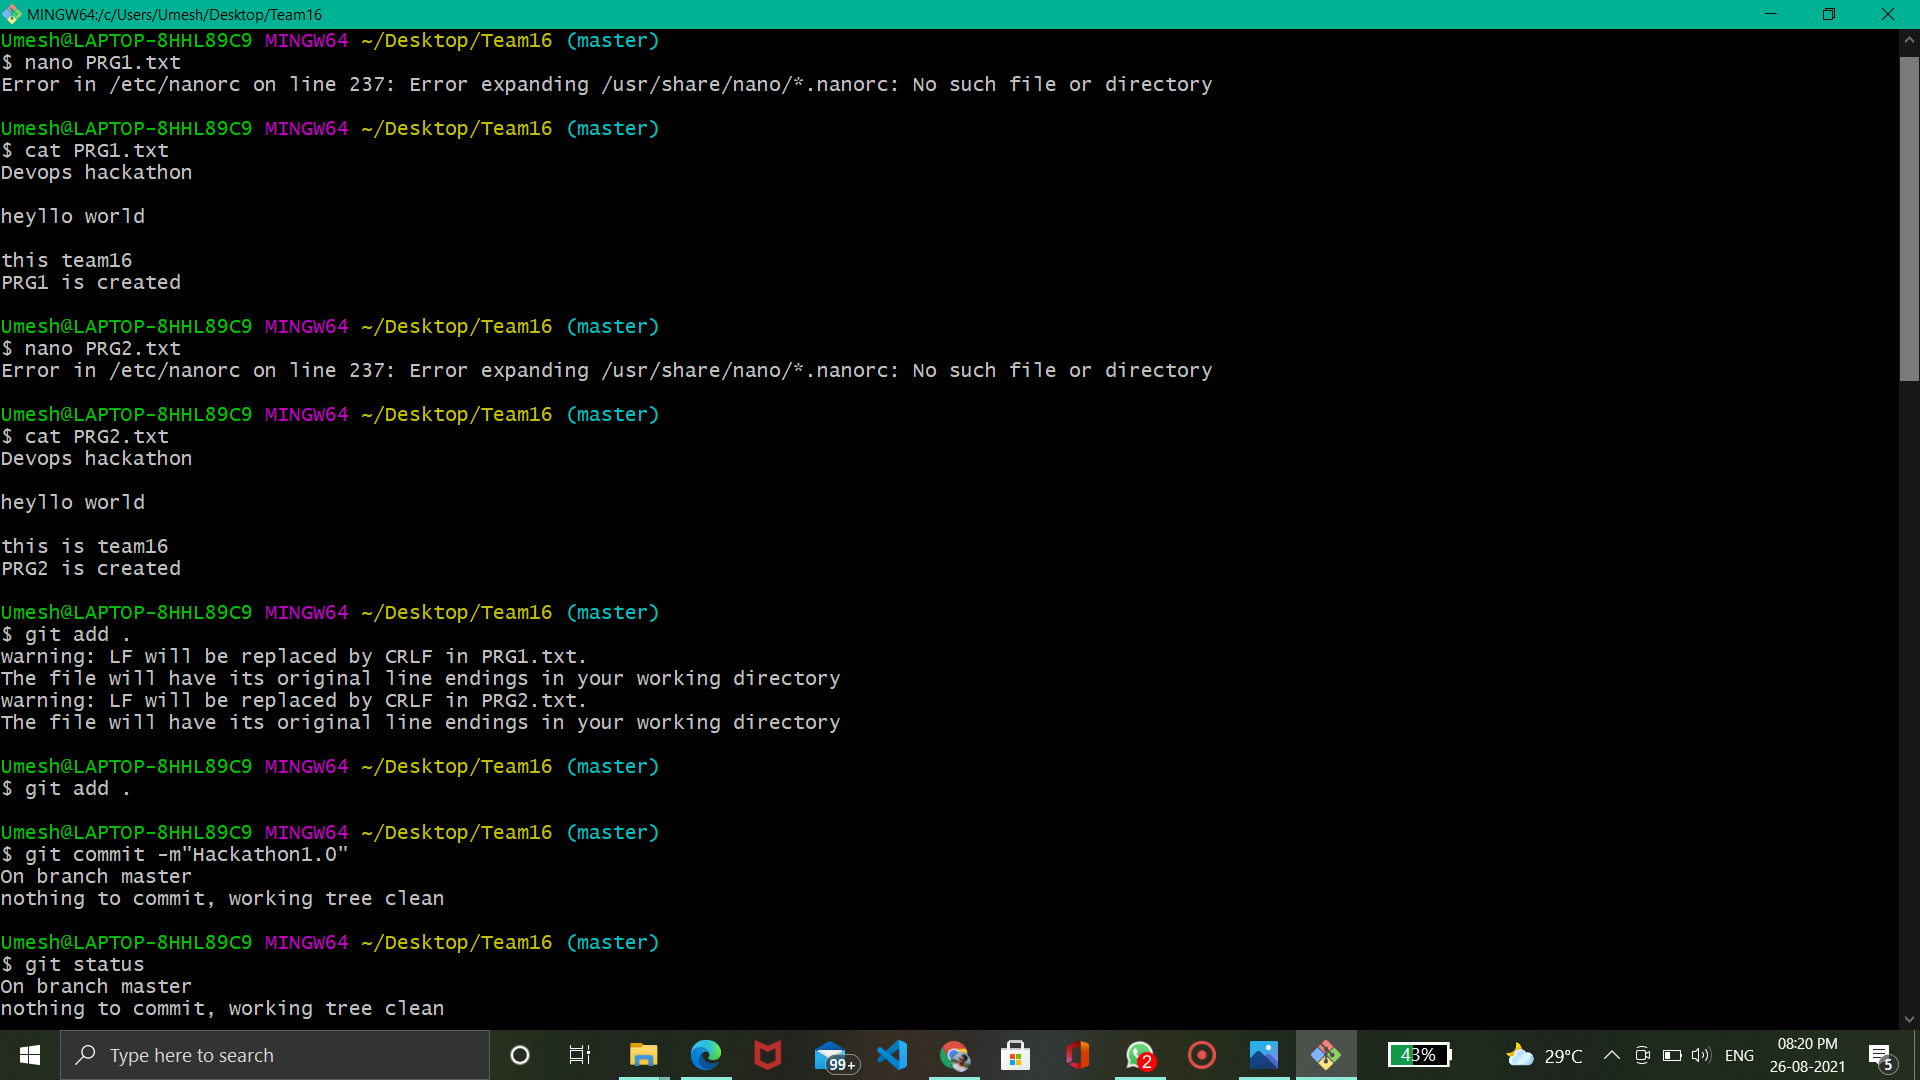 MINGW64:/c/Users/Umesh/Desktop/Team16
Umesh@LAPTOP-8HHL89C9 MINGW64 ~/Desktop/Team16 (master)
$ nano PRG1.txt
Error in /etc/nanorc on line 237: Error expanding /usr/share/nano/*.nanorc: No such file or directory
Umesh@LAPTOP-8HHL89C9 MINGW64 ~/Desktop/Team16 (master)
$ cat PRG1.txt
Devops hackathon
heyllo world
this team16
PRG1 is created
Umesh@LAPTOP-8HHL89C9 MINGW64 ~/Desktop/Team16 (master)
$ nano PRG2.txt
Error in /etc/nanorc on line 237: Error expanding /usr/share/nano/*.nanorc: No such file or directory
Umesh@LAPTOP-8HHL89C9 MINGW64 ~/Desktop/Team16 (master)
$ cat PRG2.txt
Devops hackathon
heyllo world
this is team16
PRG2 is created
Umesh@LAPTOP-8HHL89C9 MINGW64 ~/Desktop/Team16 (master)
$ git add .
warning: LF will be replaced by CRLF in PRG1.txt.
The file will have its original line endings in your working directory
warning: LF will be replaced by CRLF in PRG2.txt.
The file will have its original line endings in your working directory
Umesh@LAPTOP-8HHL89C9 MINGW64 ~/Desktop/Team16 (master)
$ git add .
Umesh@LAPTOP-8HHL89C9 MINGW64 ~/Desktop/Team16 (master)
$ git commit -m"Hackathon1.0"
On branch master
nothing to commit, working tree clean
Umesh@LAPTOP-8HHL89C9 MINGW64 ~/Desktop/Team16 (master)
$ git status
On branch master
nothing to commit, working tree clean
Type here to search
99+
2
43%
29°C
ENG
08:20 PM
26-08-2021
5